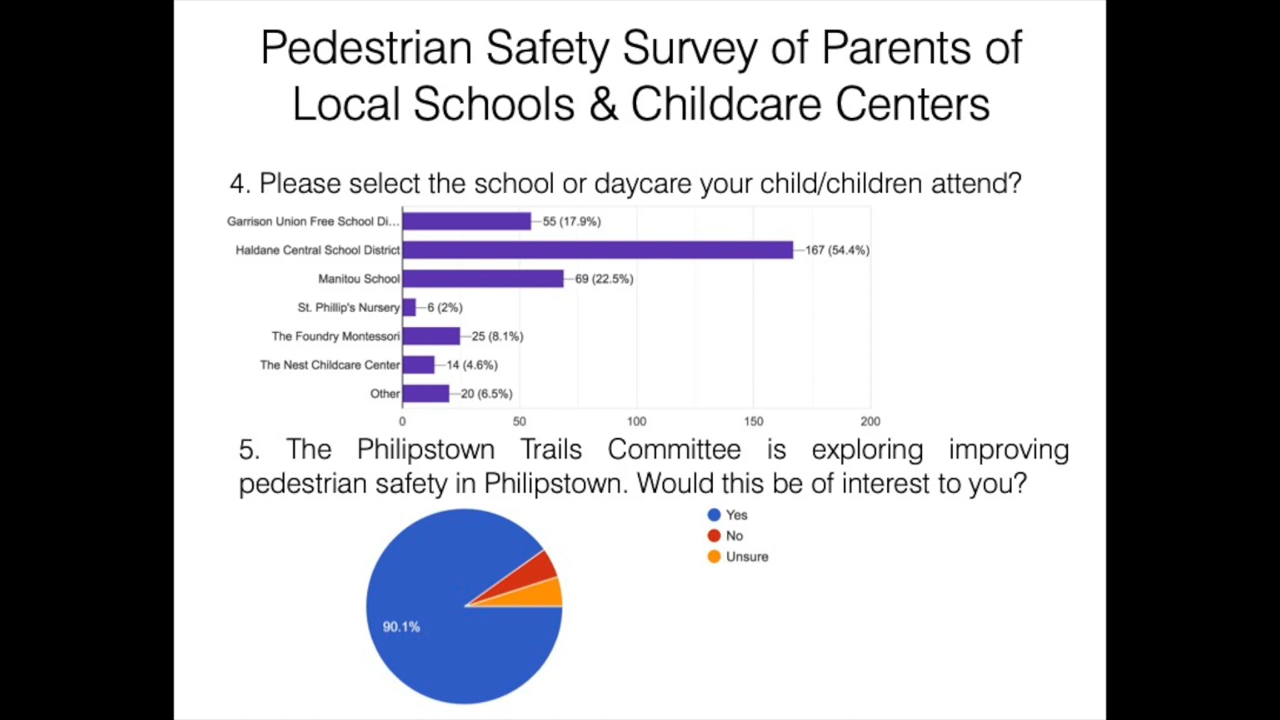 Pedestrian Safety Survey of Parents of
Local Schools & Childcare Centers
4. Please select the school or daycare your child/children attend?
Garrison Union Free School Di... 55 (17.9%)
Haldane Central School District 167 (54.4%)
Manitou School 69 (22.5%)
St. Phillip's Nursery 6 (2%)
The Foundry Montessori 25 (8.1%)
The Nest Childcare Center 14 (4.6%)
Other 20 (6.5%)
0 50 100 150 200
5. The Philipstown Trails Committee is exploring improving
pedestrian safety in Philipstown. Would this be of interest to you?
Yes
No
Unsure
90.1%